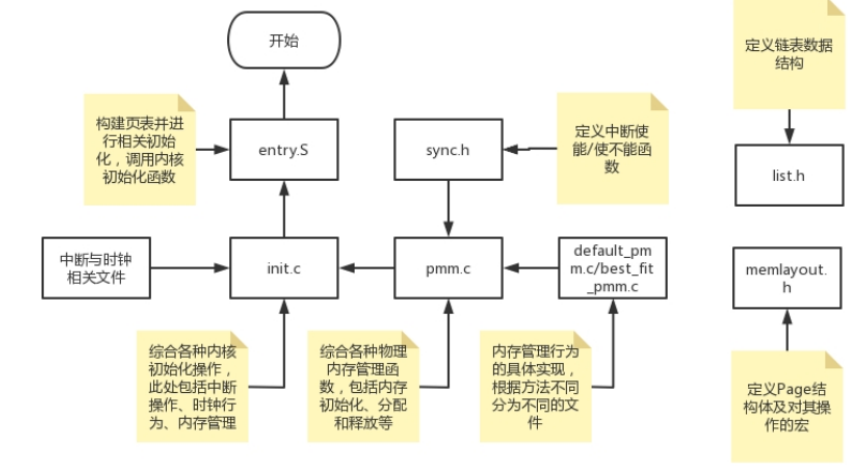 开始
定义链表数据
结构
构建页表并进
行相关初始
化，调用内核
初始化函数
entry.S
sync.h
定义中断使
能/使不能函
数
list.h
中断与时钟
相关文件
init.c
pmm.c
default_pm
m.c/best_fit
_pmm.c
memlayout.
h
综合各种内核
初始化操作，
此处包括中断
操作、时钟行
为、内存管理
综合各种物理
内存管理函
数，包括内存
初始化、分配
和释放等
内存管理行为
的具体实现，
根据方法不同
分为不同的文
件
定义Page结
构体及对其操
作的宏